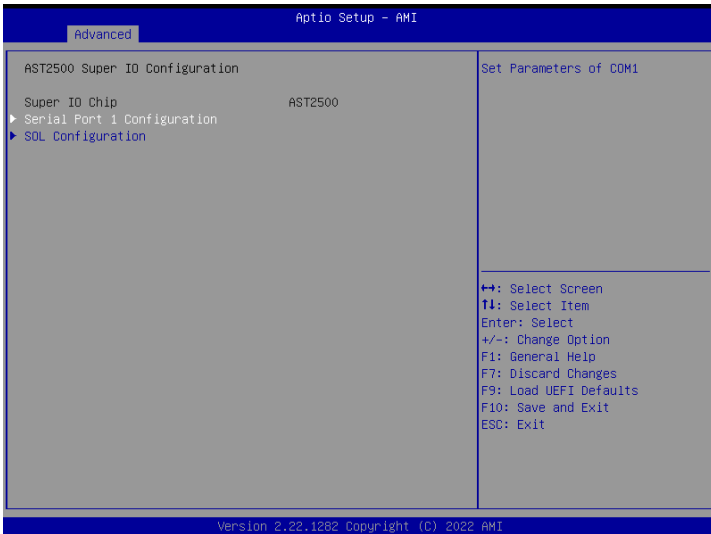 Aptio Setup – AMI
Advanced
AST2500 Super IO Configuration
Super IO Chip AST2500
▶ Serial Port 1 Configuration
▶ SOL Configuration
Set Parameters of COM1
↔: Select Screen
↑↓: Select Item
Enter: Select
+/-: Change Option
F1: General Help
F7: Discard Changes
F9: Load UEFI Defaults
F10: Save and Exit
ESC: Exit
Version 2.22.1282 Copyright (C) 2022 AMI